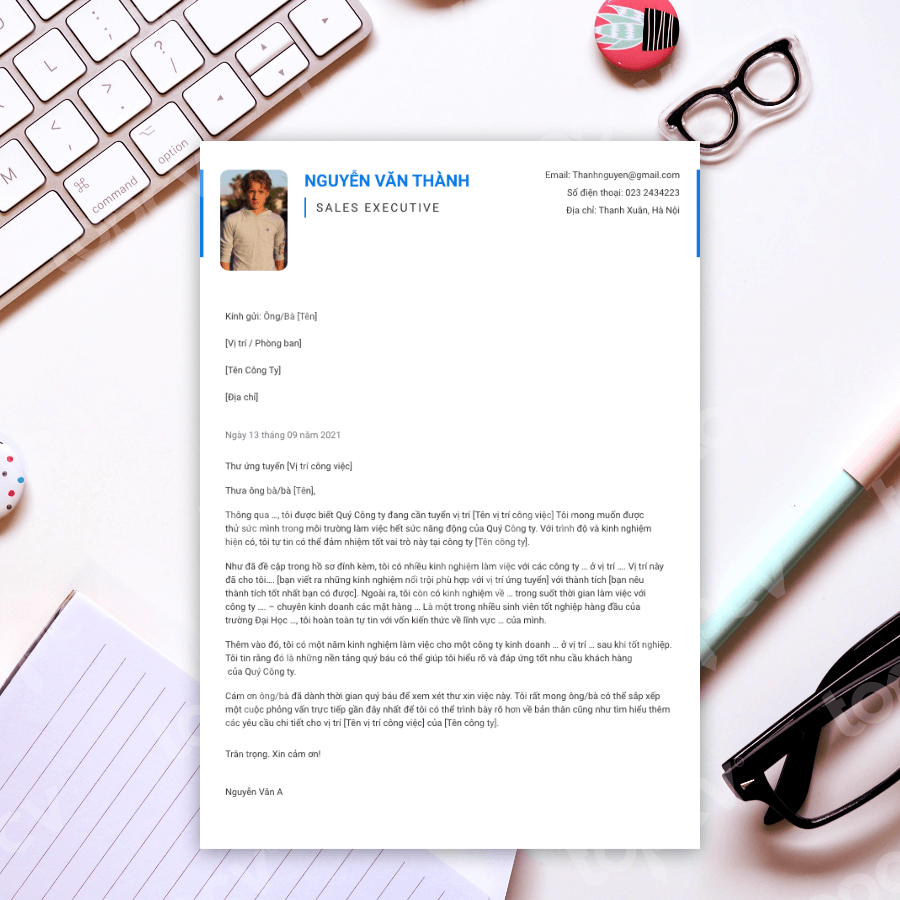 L
M
option
command
NGUYỄN VĂN THÀNH
SALES EXECUTIVE
Email: Thanhnguyen@gmail.com
Số điện thoại: 023 2434223
Địa chỉ: Thanh Xuân, Hà Nội
Kính gửi: Ông/Bà [Tên]
[Vị trí / Phòng ban]
[Tên Công Ty]
[Địa chỉ]
Ngày 13 tháng 09 năm 2021
Thư ứng tuyển [Vị trí công việc]
Thưa ông bà/bà [Tên],
Thông qua ..., tôi được biết Quý Công ty đang cần tuyển vị trí [Tên vị trí công việc] Tôi mong muốn được
thử sức mình trong môi trường làm việc hết sức năng động của Quý Công ty. Với trình độ và kinh nghiệm
hiện có, tôi tự tin có thể đảm nhiệm tốt vai trò này tại công ty [Tên công ty].
Như đã đề cập trong hồ sơ đính kèm, tôi có nhiều kinh nghiệm làm việc với các công ty ... ở vị trí .... Vị trí này
đã cho tôi.... [bạn viết ra những kinh nghiệm nổi trội phù hợp với vị trí ứng tuyển] với thành tích [bạn nêu
thành tích tốt nhất bạn có được]. Ngoài ra, tôi còn có kinh nghiệm về ... trong suốt thời gian làm việc với
công ty .... – chuyên kinh doanh các mặt hàng ... Là một trong nhiều sinh viên tốt nghiệp hàng đầu của
trường Đại Học ..., tôi hoàn toàn tự tin với vốn kiến thức về lĩnh vực ... của mình.
Thêm vào đó, tôi có một năm kinh nghiệm làm việc cho một công ty kinh doanh ... ở vị trí ... sau khi tốt nghiệp.
Tôi tin rằng đó là những nền tảng quý báu có thể giúp tôi hiểu rõ và đáp ứng tốt nhu cầu khách hàng
của Quý Công ty.
Cám ơn ông/bà đã dành thời gian quý báu để xem xét thư xin việc này. Tôi rất mong ông/bà có thể sắp xếp
một cuộc phỏng vấn trực tiếp gần đây nhất để tôi có thể trình bày rõ hơn về bản thân cũng như tìm hiểu thêm
các yêu cầu chi tiết cho vị trí [Tên vị trí công việc] của [Tên công ty].
Trân trọng. Xin cảm ơn!
Nguyễn Văn A